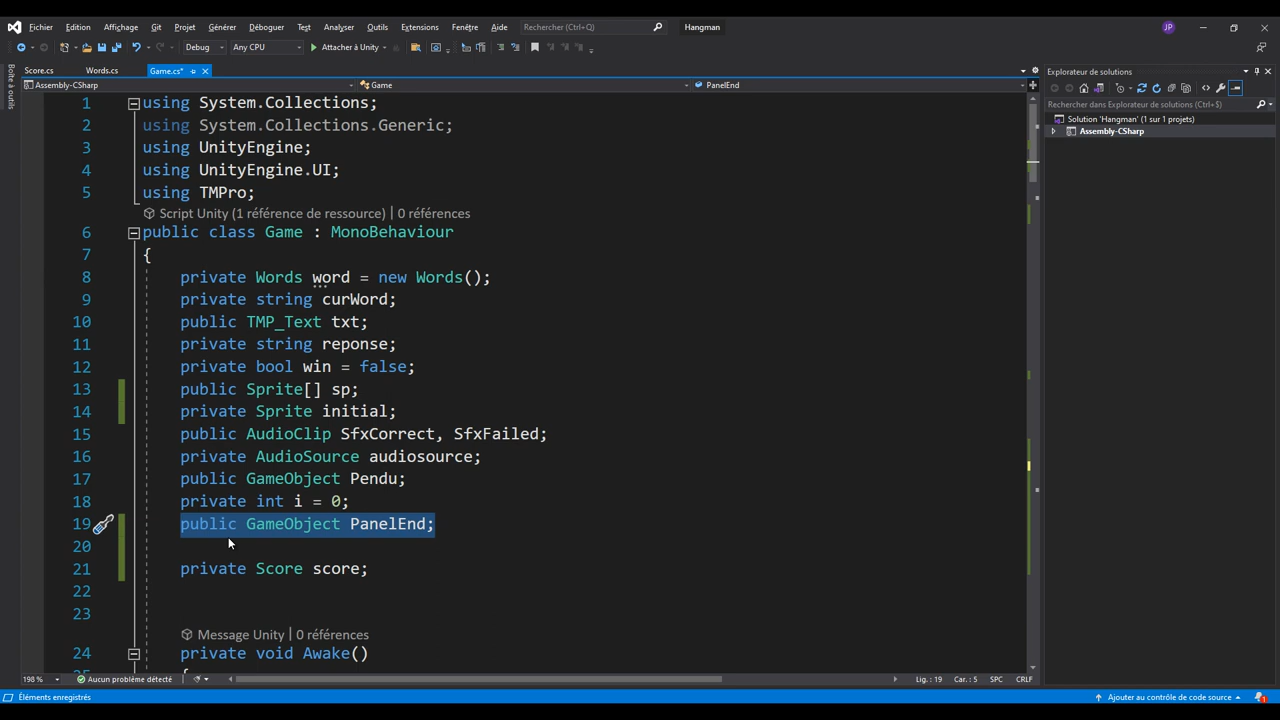 Fichier Edition Affichage Git Projet Générer Déboguer Test Analyser Outils Extensions Fenêtre Aide Rechercher (Ctrl+Q) Hangman JP
Debug Any CPU Attacher à Unity
Boîte à outils
Score.cs Words.cs Game.cs*
Assembly-CSharp Game PanelEnd
1 using System.Collections;
2 using System.Collections.Generic;
3 using UnityEngine;
4 using UnityEngine.UI;
5 using TMPro;
Script Unity (1 référence de ressource) | 0 références
6 public class Game : MonoBehaviour
7 {
8 private Words word = new Words();
9 private string curWord;
10 public TMP_Text txt;
11 private string reponse;
12 private bool win = false;
13 public Sprite[] sp;
14 private Sprite initial;
15 public AudioClip SfxCorrect, SfxFailed;
16 private AudioSource audiosource;
17 public GameObject Pendu;
18 private int i = 0;
19 public GameObject PanelEnd;
20
21 private Score score;
22
23
Message Unity | 0 références
24 private void Awake()
25 {
198 % Aucun problème détecté Lig. : 19 Car. : 5 SPC CRLF
Explorateur de solutions
Rechercher dans Explorateur de solutions (Ctrl+$)
Solution 'Hangman' (1 sur 1 projets)
Assembly-CSharp
Éléments enregistrés Ajouter au contrôle de code source 1